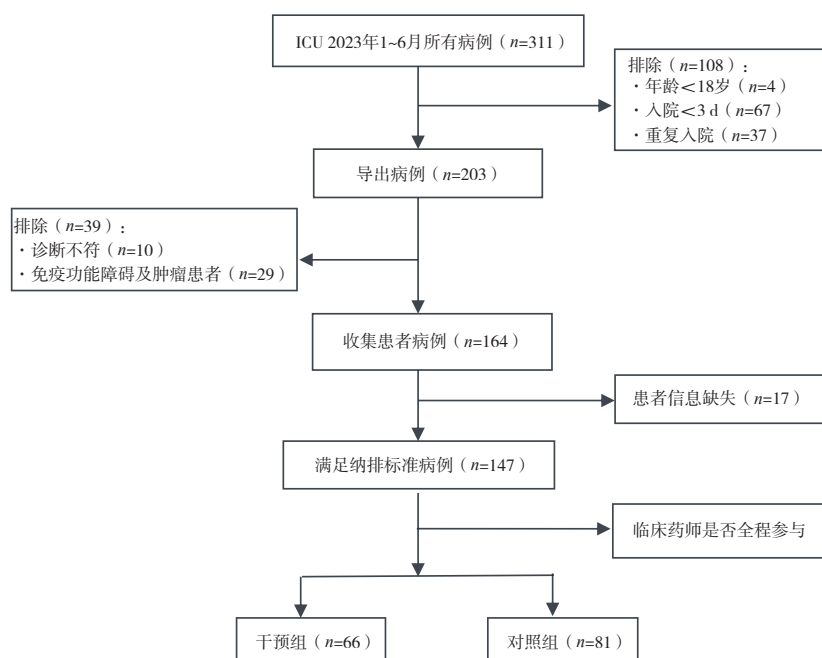 ICU 2023年1~6月所有病例（n=311）
排除（n=108）：
·年龄＜18岁（n=4）
·入院＜3 d（n=67）
·重复入院（n=37）
导出病例（n=203）
排除（n=39）：
·诊断不符（n=10）
·免疫功能障碍及肿瘤患者（n=29）
收集患者病例（n=164）
患者信息缺失（n=17）
满足纳排标准病例（n=147）
临床药师是否全程参与
干预组（n=66）
对照组（n=81）